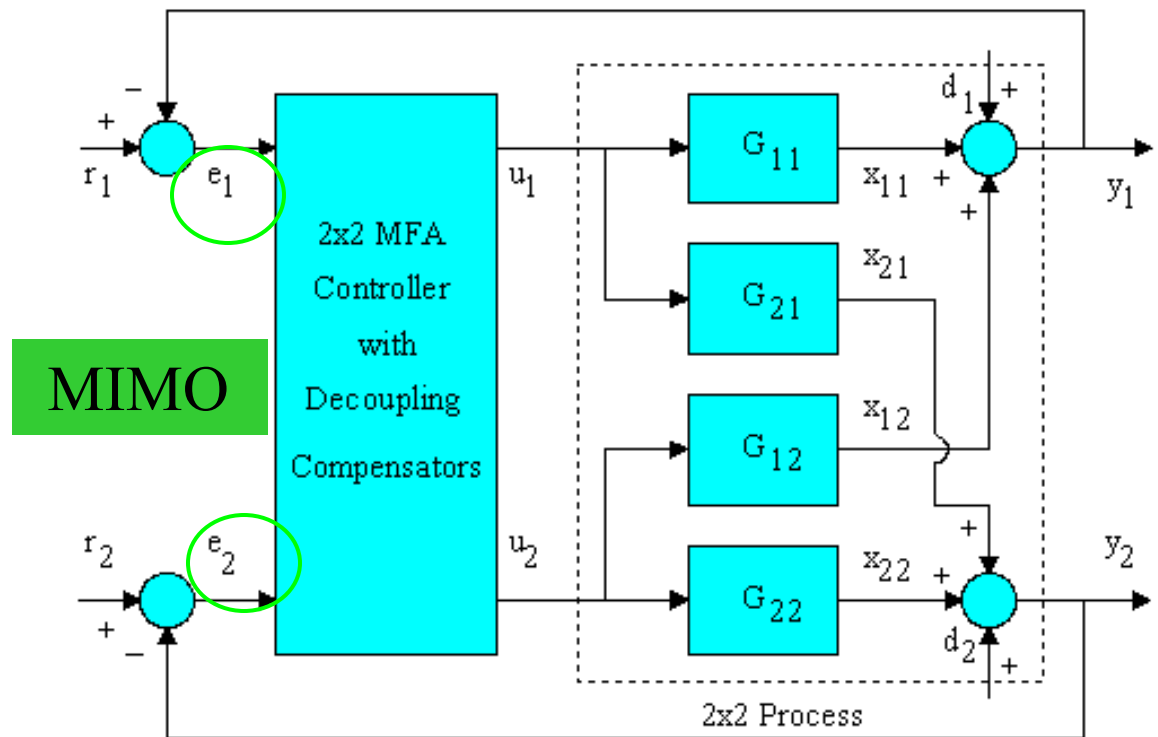 −
+
r₁
e₁
u₁
G₁₁
x₁₁
d₁
+
+
+
y₁
2x2 MFA
Controller
with
Decoupling
Compensators
G₂₁
x₂₁
MIMO
G₁₂
x₁₂
r₂
+
−
e₂
u₂
G₂₂
x₂₂
+
+
d₂
+
y₂
2x2 Process